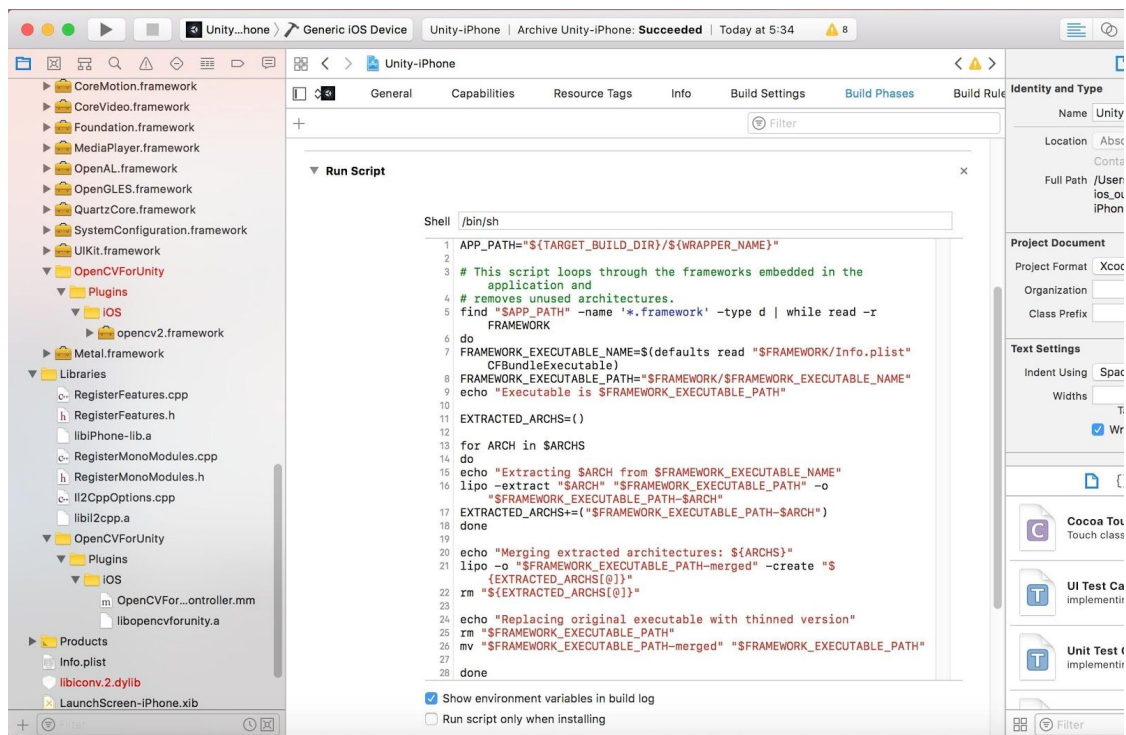 Unity...hone
Generic iOS Device
Unity-iPhone | Archive Unity-iPhone: Succeeded | Today at 5:34
8
Unity-iPhone
General
Capabilities
Resource Tags
Info
Build Settings
Build Phases
Build Rule
Filter
CoreMotion.framework
CoreVideo.framework
Foundation.framework
MediaPlayer.framework
OpenAL.framework
OpenGLES.framework
QuartzCore.framework
SystemConfiguration.framework
UIKit.framework
OpenCVForUnity
Plugins
iOS
opencv2.framework
Metal.framework
Libraries
RegisterFeatures.cpp
RegisterFeatures.h
libiPhone-lib.a
RegisterMonoModules.cpp
RegisterMonoModules.h
Il2CppOptions.cpp
libil2cpp.a
OpenCVForUnity
Plugins
iOS
OpenCVFor...ontroller.mm
libopencvforunity.a
Products
Info.plist
libiconv.2.dylib
LaunchScreen-iPhone.xib
Run Script
Shell /bin/sh
1 APP_PATH="${TARGET_BUILD_DIR}/${WRAPPER_NAME}"
2
3 # This script loops through the frameworks embedded in the
application and
4 # removes unused architectures.
5 find "$APP_PATH" -name '*.framework' -type d | while read -r
FRAMEWORK
6 do
7 FRAMEWORK_EXECUTABLE_NAME=$(defaults read "$FRAMEWORK/Info.plist"
CFBundleExecutable)
8 FRAMEWORK_EXECUTABLE_PATH="$FRAMEWORK/$FRAMEWORK_EXECUTABLE_NAME"
9 echo "Executable is $FRAMEWORK_EXECUTABLE_PATH"
10
11 EXTRACTED_ARCHS=()
12
13 for ARCH in $ARCHS
14 do
15 echo "Extracting $ARCH from $FRAMEWORK_EXECUTABLE_NAME"
16 lipo -extract "$ARCH" "$FRAMEWORK_EXECUTABLE_PATH" -o
"$FRAMEWORK_EXECUTABLE_PATH-$ARCH"
17 EXTRACTED_ARCHS+=("$FRAMEWORK_EXECUTABLE_PATH-$ARCH")
18 done
19
20 echo "Merging extracted architectures: ${ARCHS}"
21 lipo -o "$FRAMEWORK_EXECUTABLE_PATH-merged" -create "$
{EXTRACTED_ARCHS[@]}"
22 rm "${EXTRACTED_ARCHS[@]}"
23
24 echo "Replacing original executable with thinned version"
25 rm "$FRAMEWORK_EXECUTABLE_PATH"
26 mv "$FRAMEWORK_EXECUTABLE_PATH-merged" "$FRAMEWORK_EXECUTABLE_PATH"
27
28 done
Show environment variables in build log
Run script only when installing
Identity and Type
Name Unity
Location Abso
Conta
Full Path /Users
ios_ou
iPhon
Project Document
Project Format Xcod
Organization
Class Prefix
Text Settings
Indent Using Spac
Widths
Ta
Wr
C
Cocoa Tou
Touch class
T
UI Test Ca
implementin
T
Unit Test C
implementin
Filter